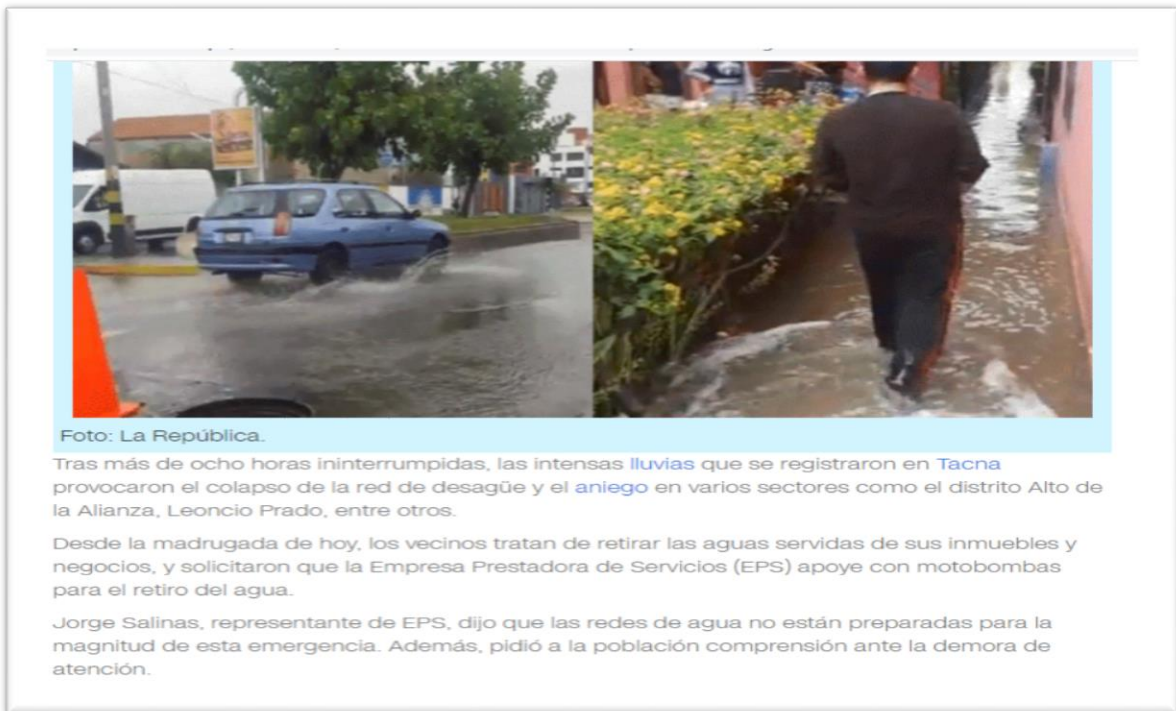 Foto: La República.
Tras más de ocho horas ininterrumpidas, las intensas lluvias que se registraron en Tacna
provocaron el colapso de la red de desagüe y el aniego en varios sectores como el distrito Alto de
la Alianza, Leoncio Prado, entre otros.
Desde la madrugada de hoy, los vecinos tratan de retirar las aguas servidas de sus inmuebles y
negocios, y solicitaron que la Empresa Prestadora de Servicios (EPS) apoye con motobombas
para el retiro del agua.
Jorge Salinas, representante de EPS, dijo que las redes de agua no están preparadas para la
magnitud de esta emergencia. Además, pidió a la población comprensión ante la demora de
atención.